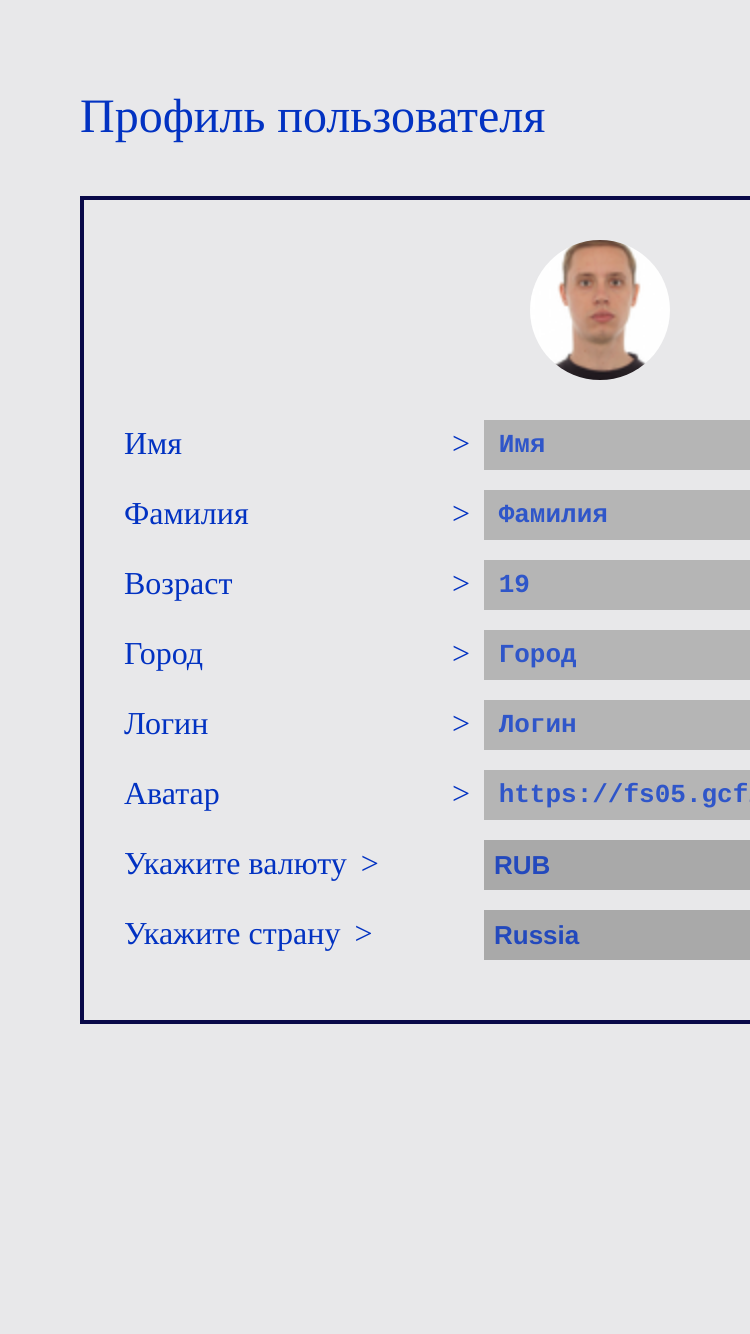 Профиль пользователя
Имя > Имя
Фамилия > Фамилия
Возраст > 19
Город > Город
Логин > Логин
Аватар > https://fs05.gcf
Укажите валюту > RUB
Укажите страну > Russia